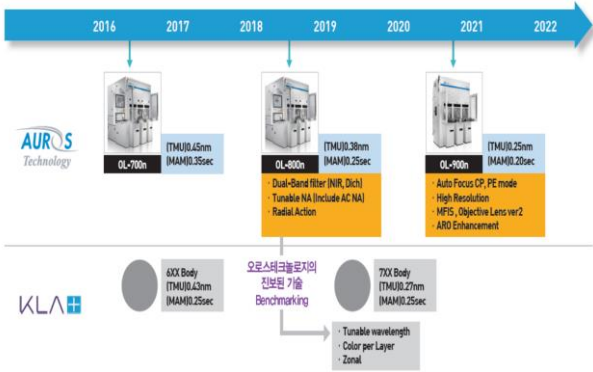 2016 2017 2018 2019 2020 2021 2022
AUROS
Technology
OL-700n
(TMU)0.45nm
(MAM)0.35sec
OL-800n
(TMU)0.38nm
(MAM)0.25sec
· Dual-Band filter (NIR, Dich)
· Tunable NA (Include AC NA)
· Radial Action
OL-900n
(TMU)0.25nm
(MAM)0.20sec
· Auto Focus CP, PE mode
· High Resolution
· MFIS , Objective Lens ver2
· ARO Enhancement
KLA+
6XX Body
(TMU)0.43nm
(MAM)0.25sec
오로스테크놀로지의
진보된 기술
Benchmarking
7XX Body
(TMU)0.27nm
(MAM)0.25sec
· Tunable wavelength
· Color per Layer
· Zonal